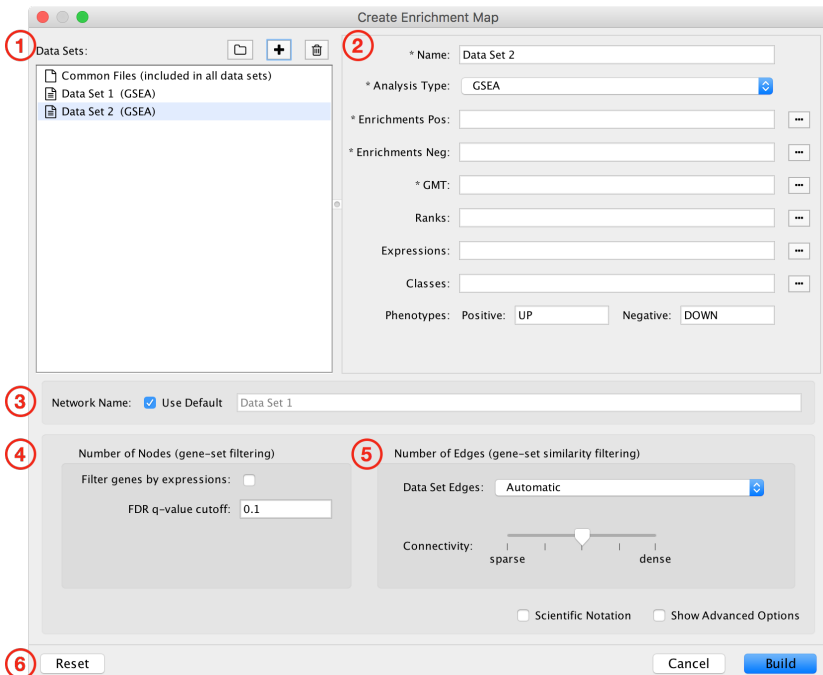 Create Enrichment Map
1
Data Sets:
Common Files (included in all data sets)
Data Set 1 (GSEA)
Data Set 2 (GSEA)
2
* Name: Data Set 2
* Analysis Type: GSEA
* Enrichments Pos: ...
* Enrichments Neg: ...
* GMT: ...
Ranks: ...
Expressions: ...
Classes: ...
Phenotypes: Positive: UP Negative: DOWN
3 Network Name: Use Default Data Set 1
4 Number of Nodes (gene-set filtering)
Filter genes by expressions:
FDR q-value cutoff: 0.1
5 Number of Edges (gene-set similarity filtering)
Data Set Edges: Automatic
Connectivity:
sparse dense
Scientific Notation Show Advanced Options
6 Reset Cancel Build